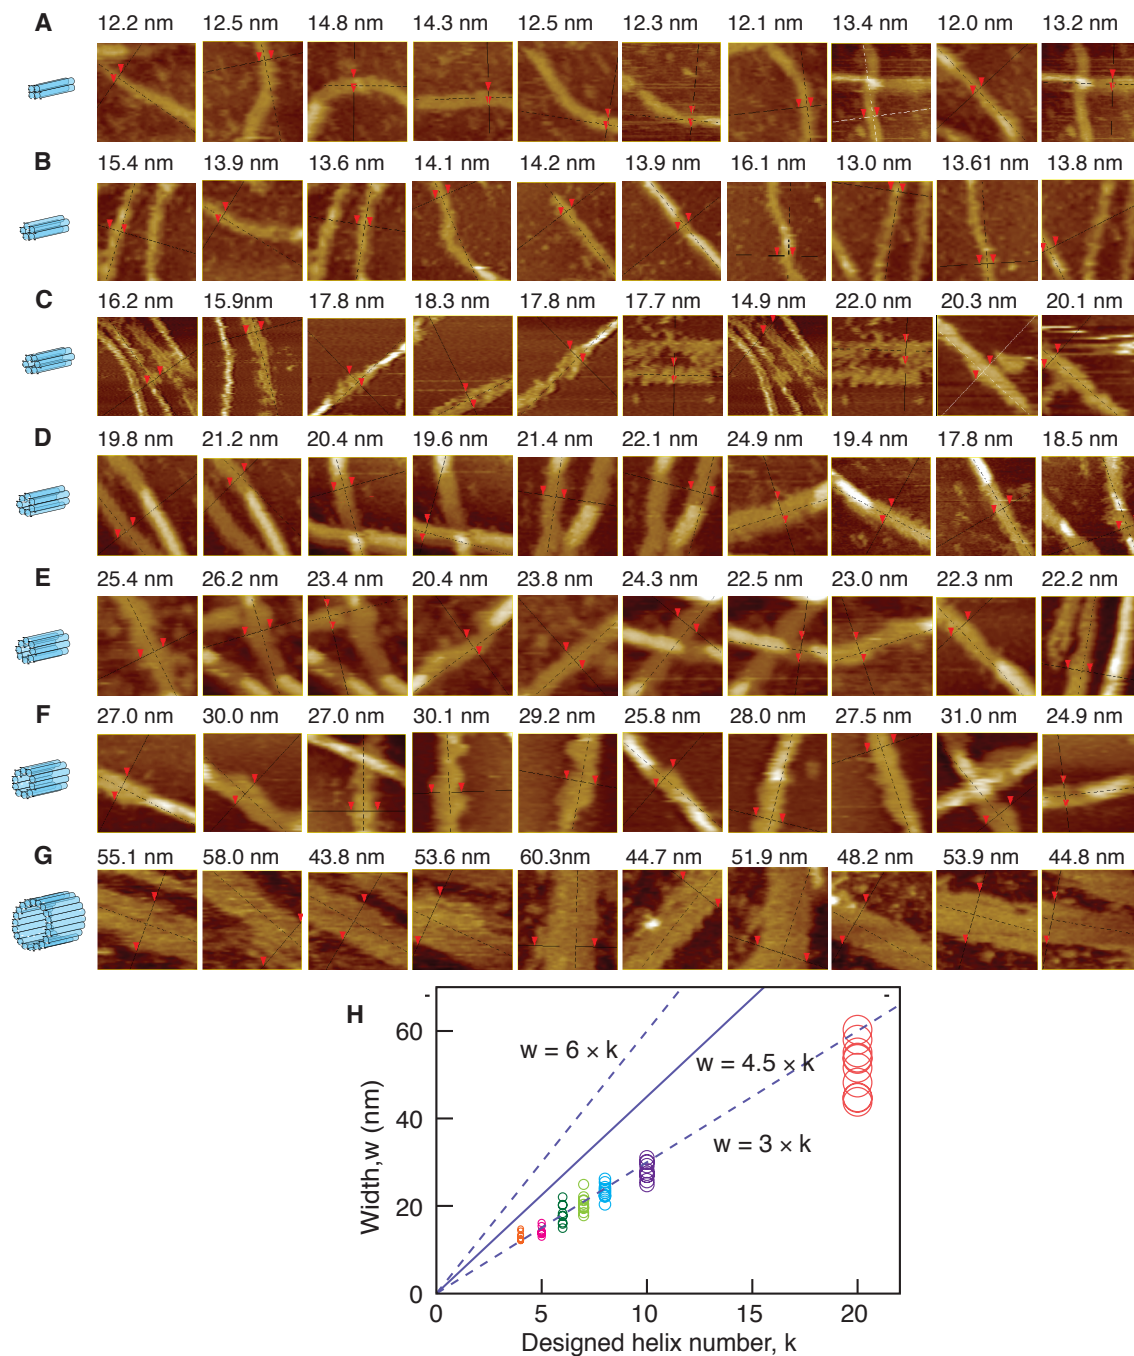 A
12.2 nm 12.5 nm 14.8 nm 14.3 nm 12.5 nm 12.3 nm 12.1 nm 13.4 nm 12.0 nm 13.2 nm
B
15.4 nm 13.9 nm 13.6 nm 14.1 nm 14.2 nm 13.9 nm 16.1 nm 13.0 nm 13.61 nm 13.8 nm
C
16.2 nm 15.9nm 17.8 nm 18.3 nm 17.8 nm 17.7 nm 14.9 nm 22.0 nm 20.3 nm 20.1 nm
D
19.8 nm 21.2 nm 20.4 nm 19.6 nm 21.4 nm 22.1 nm 24.9 nm 19.4 nm 17.8 nm 18.5 nm
E
25.4 nm 26.2 nm 23.4 nm 20.4 nm 23.8 nm 24.3 nm 22.5 nm 23.0 nm 22.3 nm 22.2 nm
F
27.0 nm 30.0 nm 27.0 nm 30.1 nm 29.2 nm 25.8 nm 28.0 nm 27.5 nm 31.0 nm 24.9 nm
G
55.1 nm 58.0 nm 43.8 nm 53.6 nm 60.3nm 44.7 nm 51.9 nm 48.2 nm 53.9 nm 44.8 nm
H
w = 6 × k
w = 4.5 × k
w = 3 × k
Width,w (nm)
60
40
20
0
0 5 10 15 20
Designed helix number, k